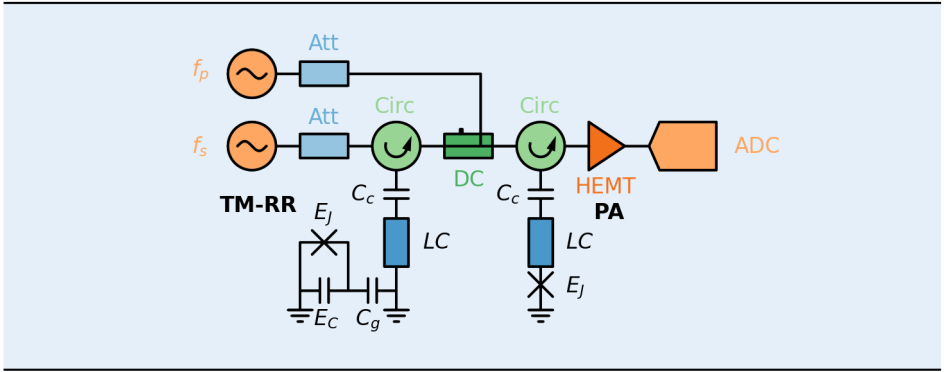 Att
f_p
Circ
Circ
Att
f_s
ADC
DC
HEMT
C_c
C_c
TM-RR
PA
E_J
LC
LC
E_J
E_C
C_g